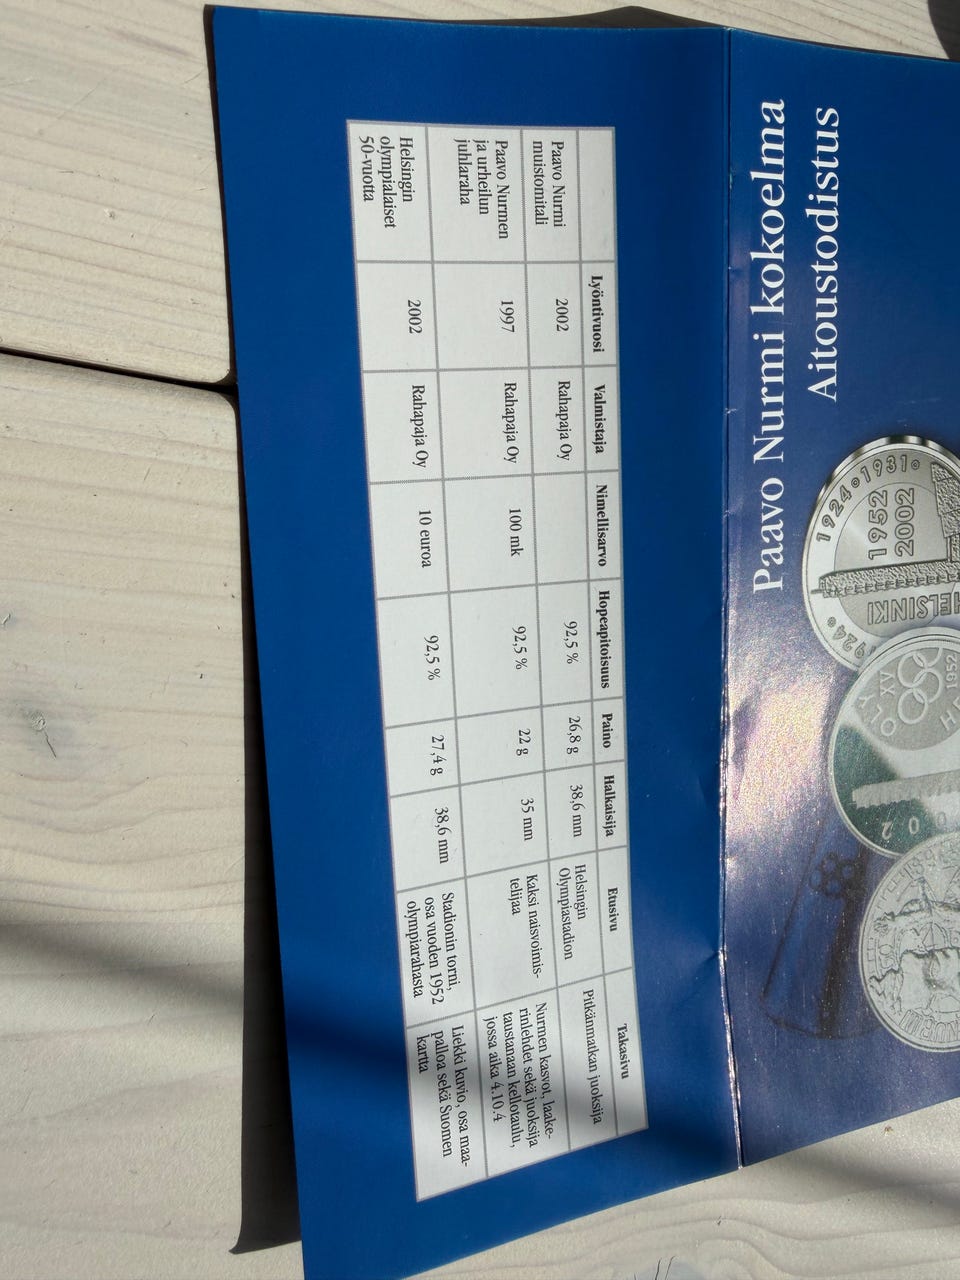 Paavo Nurmi kokoelma
Aitoustodistus
1924 • 1931 •
1952
2002
HELSINKI
1924 •
XV
1952
2002
NURMI
Lyöntivuosi Valmistaja Nimellisarvo Hopeapitoisuus Paino Halkaisija Etusivu Takasivu
Paavo Nurmi
muistomitali
2002 Rahapaja Oy 92,5 % 26,8 g 38,6 mm
Helsingin
Olympiastadion
Pitkänmatkan juoksija
Paavo Nurmen
ja urheilun
juhlaraha
1997 Rahapaja Oy 100 mk 92,5 % 22 g 35 mm
Kaksi naisvoimis-
telijaa
Nurmen kasvot, laake-
rinlehdet sekä juoksija
taustanaan kellotaulu,
jossa aika 4.10.4
Helsingin
olympialaiset
50-vuotta
2002 Rahapaja Oy 10 euroa 92,5 % 27,4 g 38,6 mm
Stadionin torni,
osa vuoden 1952
olympiarahasta
Liekki kuvio, osa maa-
palloa sekä Suomen
kartta